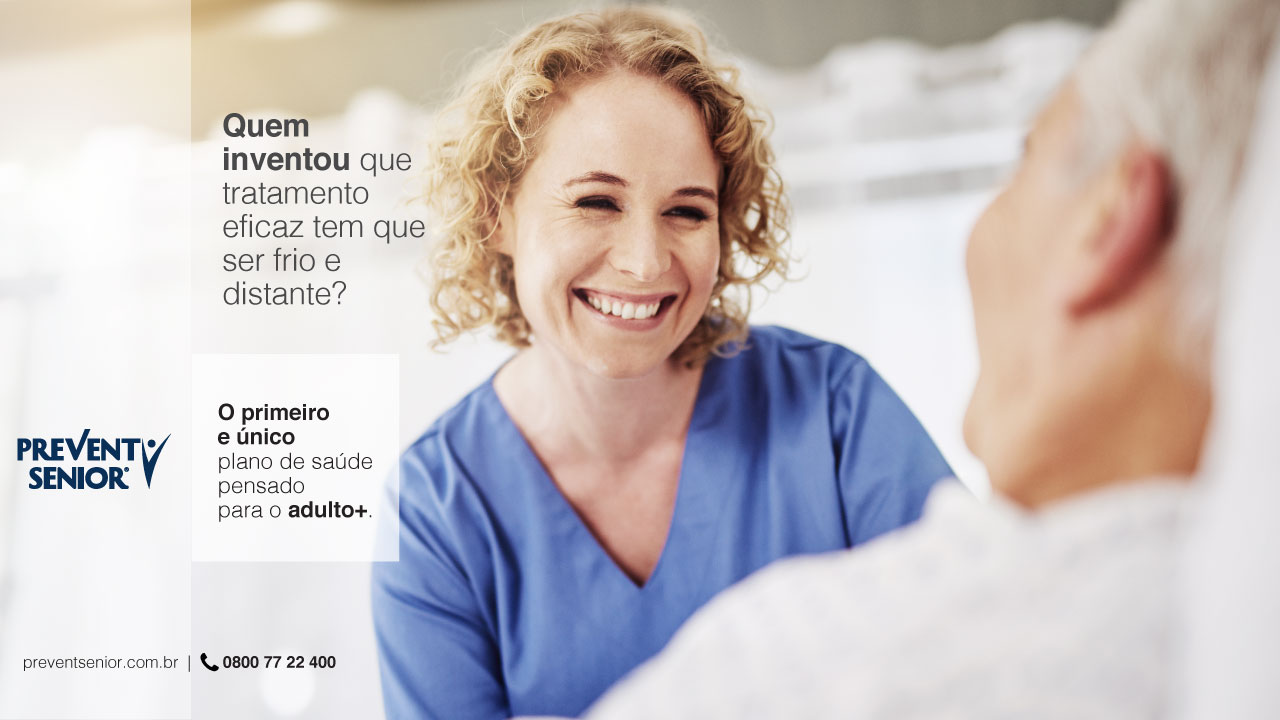 Quem
inventou que
tratamento
eficaz tem que
ser frio e
distante?
O primeiro
e único
plano de saúde
pensado
para o adulto+.
PREVENT
SENIOR®
preventsenior.com.br | 0800 77 22 400